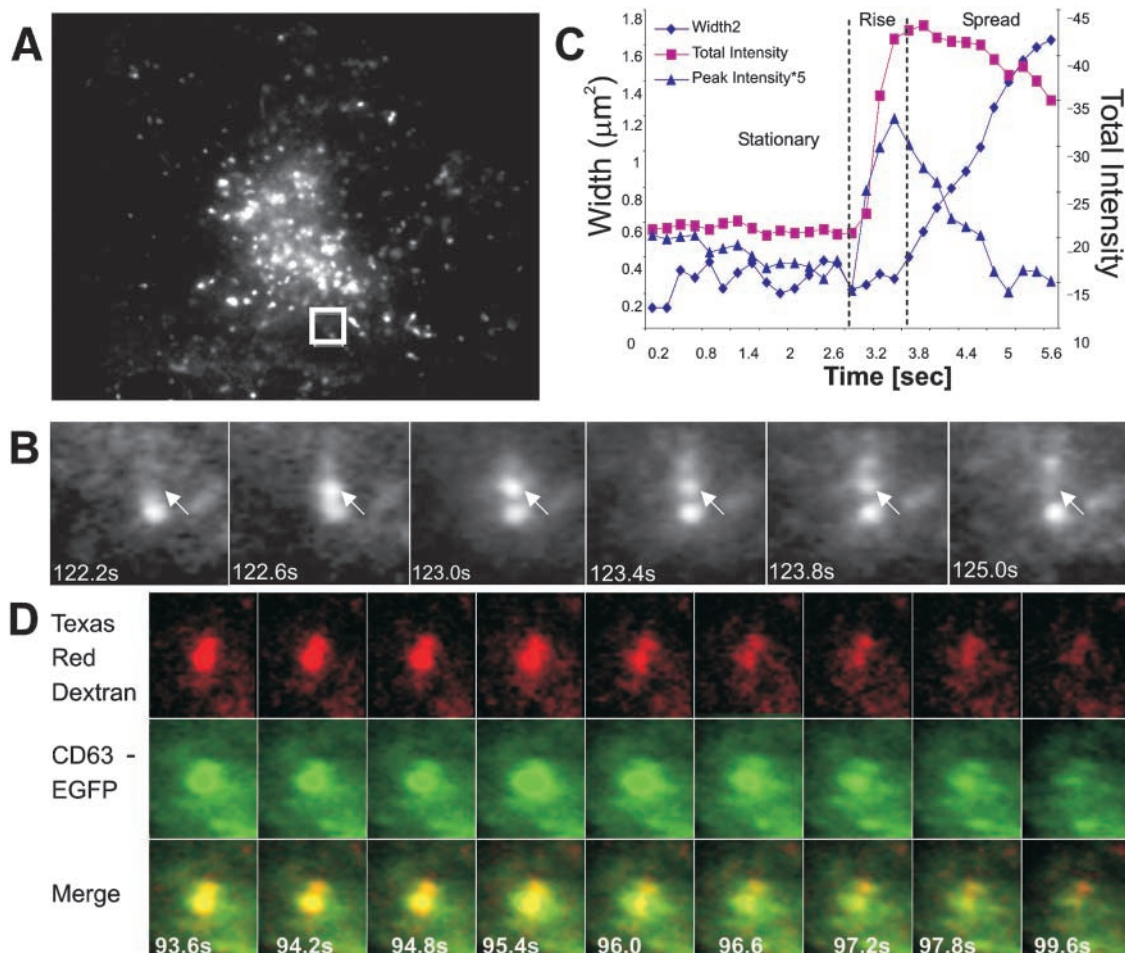 A
C
Width2
Total Intensity
Peak Intensity*5
Stationary
Rise
Spread
Width (μm²)
1.8
1.6
1.4
1.2
1
0.8
0.6
0.4
0.2
0
-45
-40
-35
-30
25
20
15
10
Total Intensity
0.2 0.8 1.4 2 2.6 3.2 3.8 4.4 5 5.6
Time [sec]
B
122.2s 122.6s 123.0s 123.4s 123.8s 125.0s
D
Texas
Red
Dextran
CD63 -
EGFP
Merge
93.6s 94.2s 94.8s 95.4s 96.0 96.6 97.2s 97.8s 99.6s